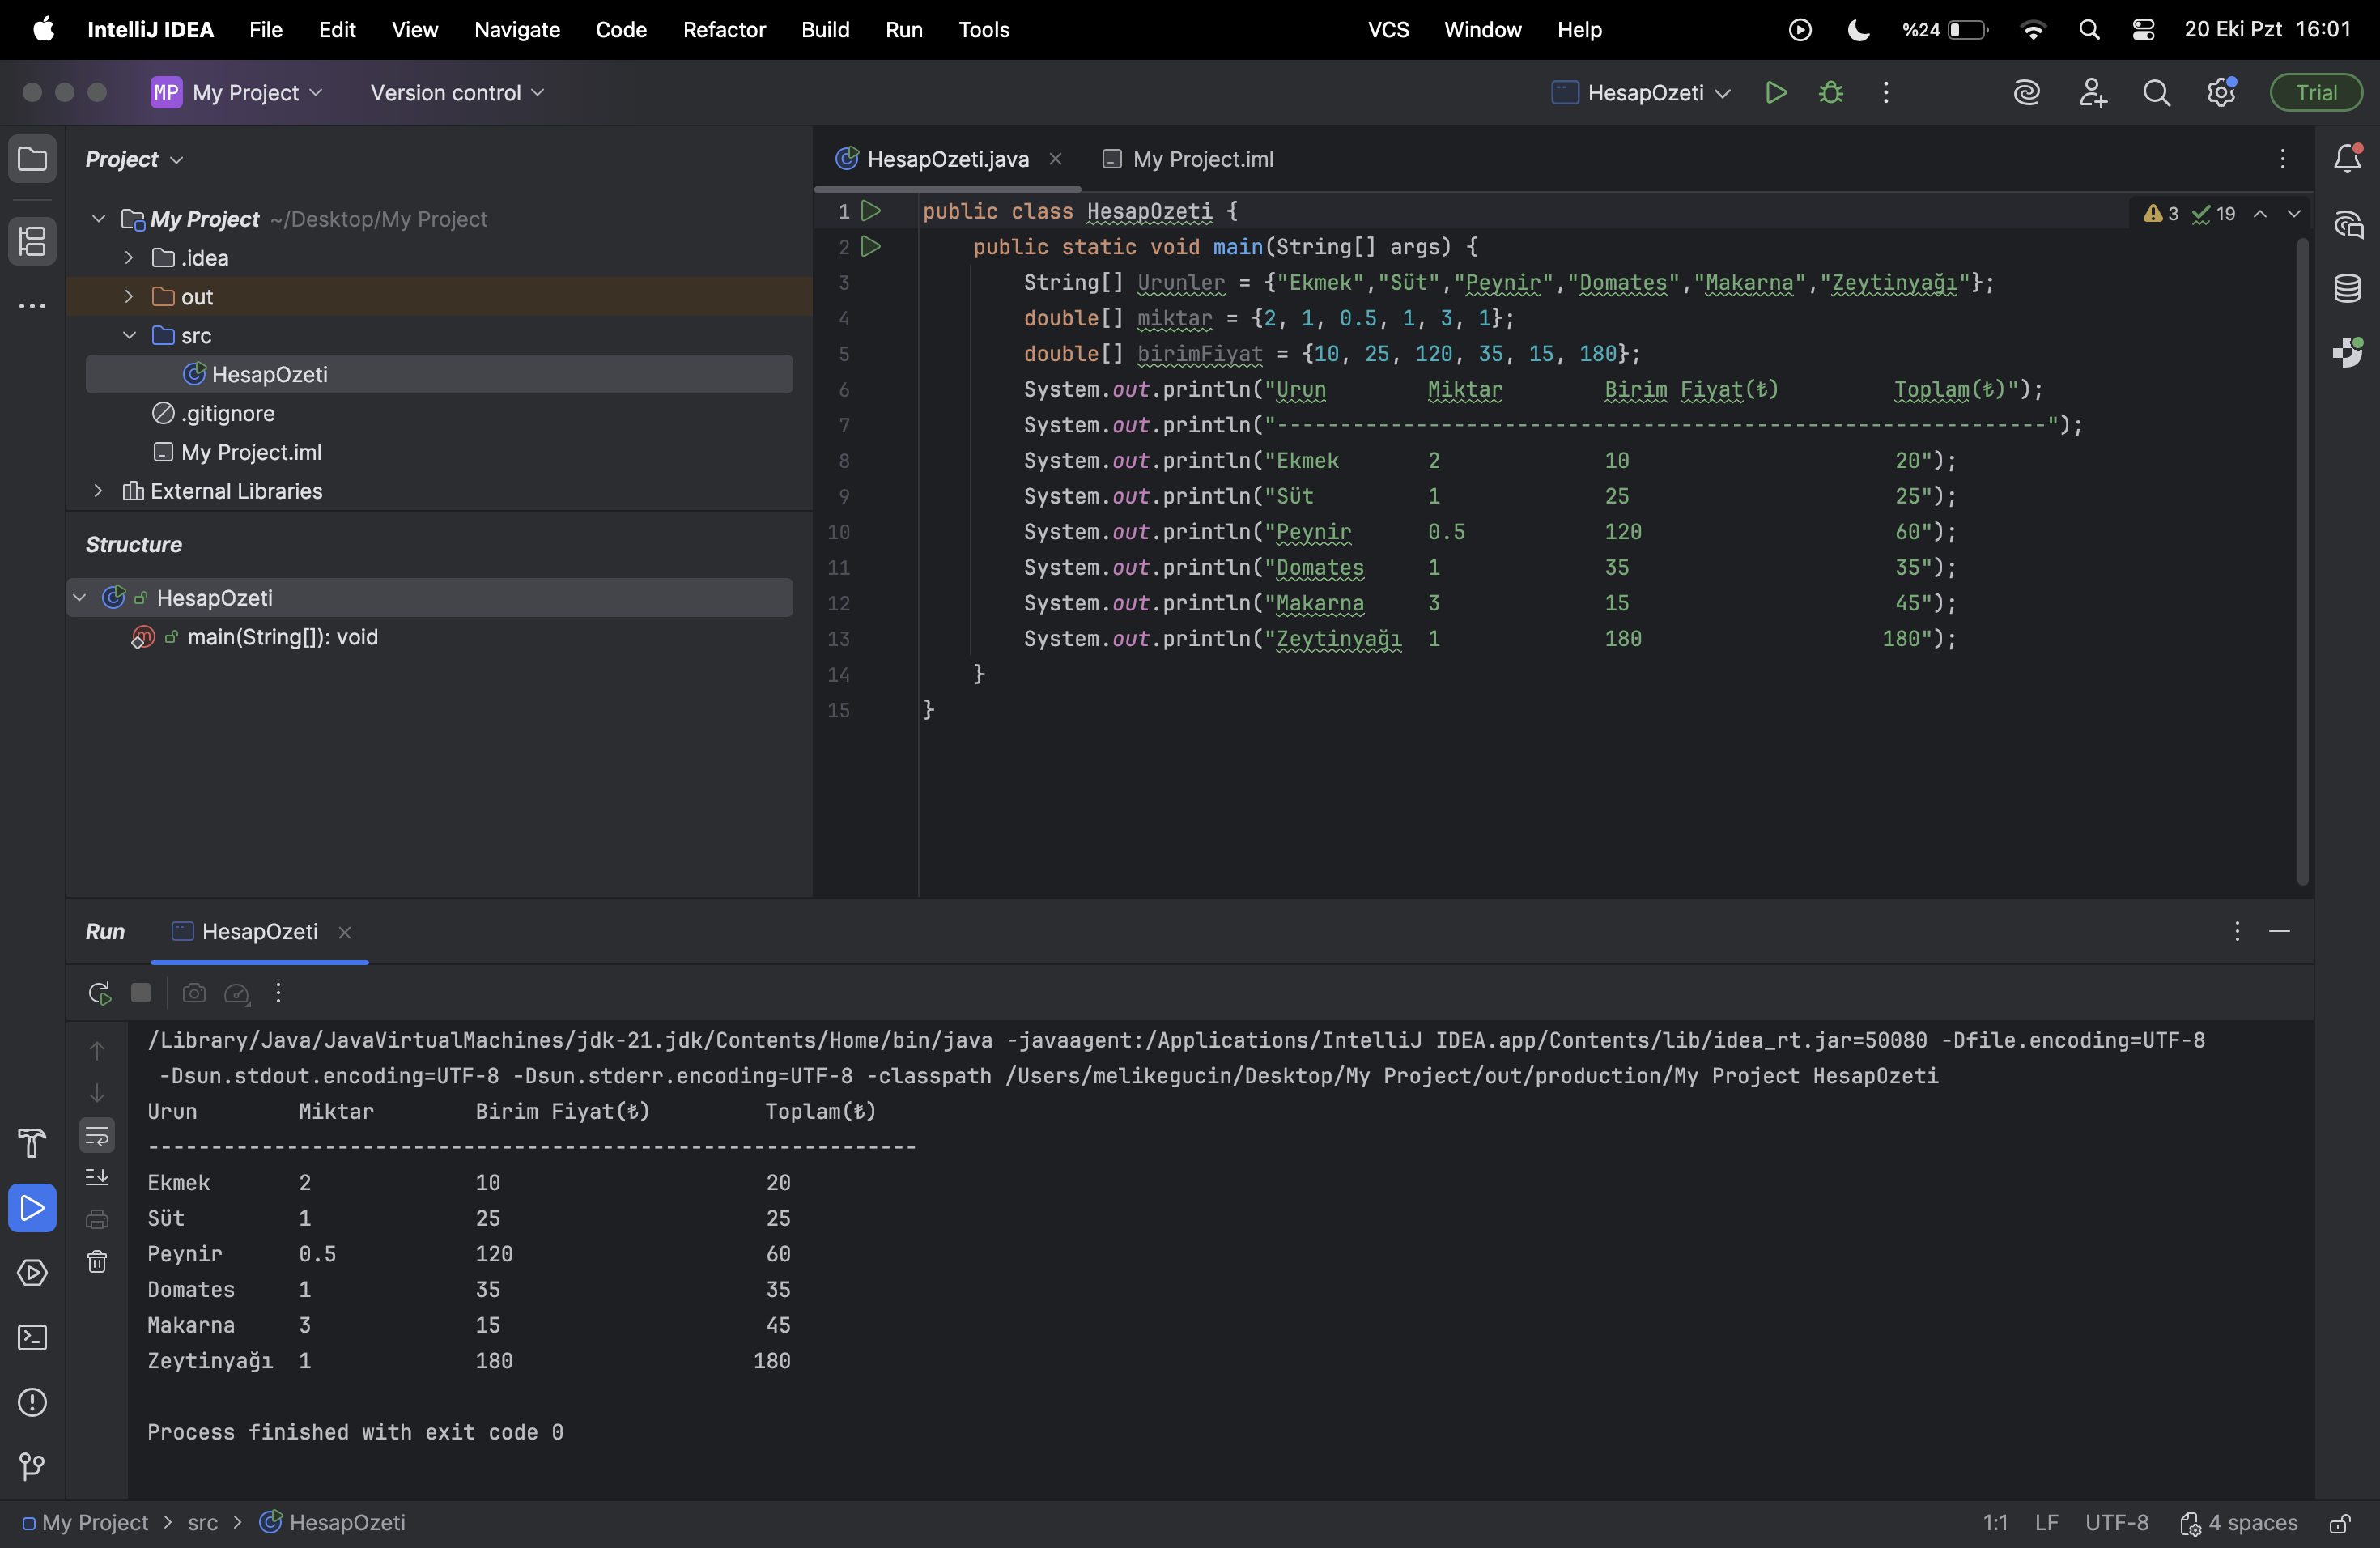 IntelliJ IDEA File Edit View Navigate Code Refactor Build Run Tools VCS Window Help %24 20 Eki Pzt 16:01
MP My Project Version control HesapOzeti Trial
Project
My Project ~/Desktop/My Project
.idea
out
src
HesapOzeti
.gitignore
My Project.iml
External Libraries
Structure
HesapOzeti
main(String[]): void
HesapOzeti.java My Project.iml
3 19
1 public class HesapOzeti {
2 public static void main(String[] args) {
3 String[] Urunler = {"Ekmek","Süt","Peynir","Domates","Makarna","Zeytinyağı"};
4 double[] miktar = {2, 1, 0.5, 1, 3, 1};
5 double[] birimFiyat = {10, 25, 120, 35, 15, 180};
6 System.out.println("Urun        Miktar        Birim Fiyat(₺)         Toplam(₺)");
7 System.out.println("-------------------------------------------------------------");
8 System.out.println("Ekmek       2             10                     20");
9 System.out.println("Süt         1             25                     25");
10 System.out.println("Peynir      0.5           120                    60");
11 System.out.println("Domates     1             35                     35");
12 System.out.println("Makarna     3             15                     45");
13 System.out.println("Zeytinyağı  1             180                   180");
14 }
15 }
Run HesapOzeti
/Library/Java/JavaVirtualMachines/jdk-21.jdk/Contents/Home/bin/java -javaagent:/Applications/IntelliJ IDEA.app/Contents/lib/idea_rt.jar=50080 -Dfile.encoding=UTF-8
-Dsun.stdout.encoding=UTF-8 -Dsun.stderr.encoding=UTF-8 -classpath /Users/melikegucin/Desktop/My Project/out/production/My Project HesapOzeti
Urun        Miktar        Birim Fiyat(₺)         Toplam(₺)
-------------------------------------------------------------
Ekmek       2             10                     20
Süt         1             25                     25
Peynir      0.5           120                    60
Domates     1             35                     35
Makarna     3             15                     45
Zeytinyağı  1             180                   180
Process finished with exit code 0
My Project > src > HesapOzeti 1:1 LF UTF-8 4 spaces